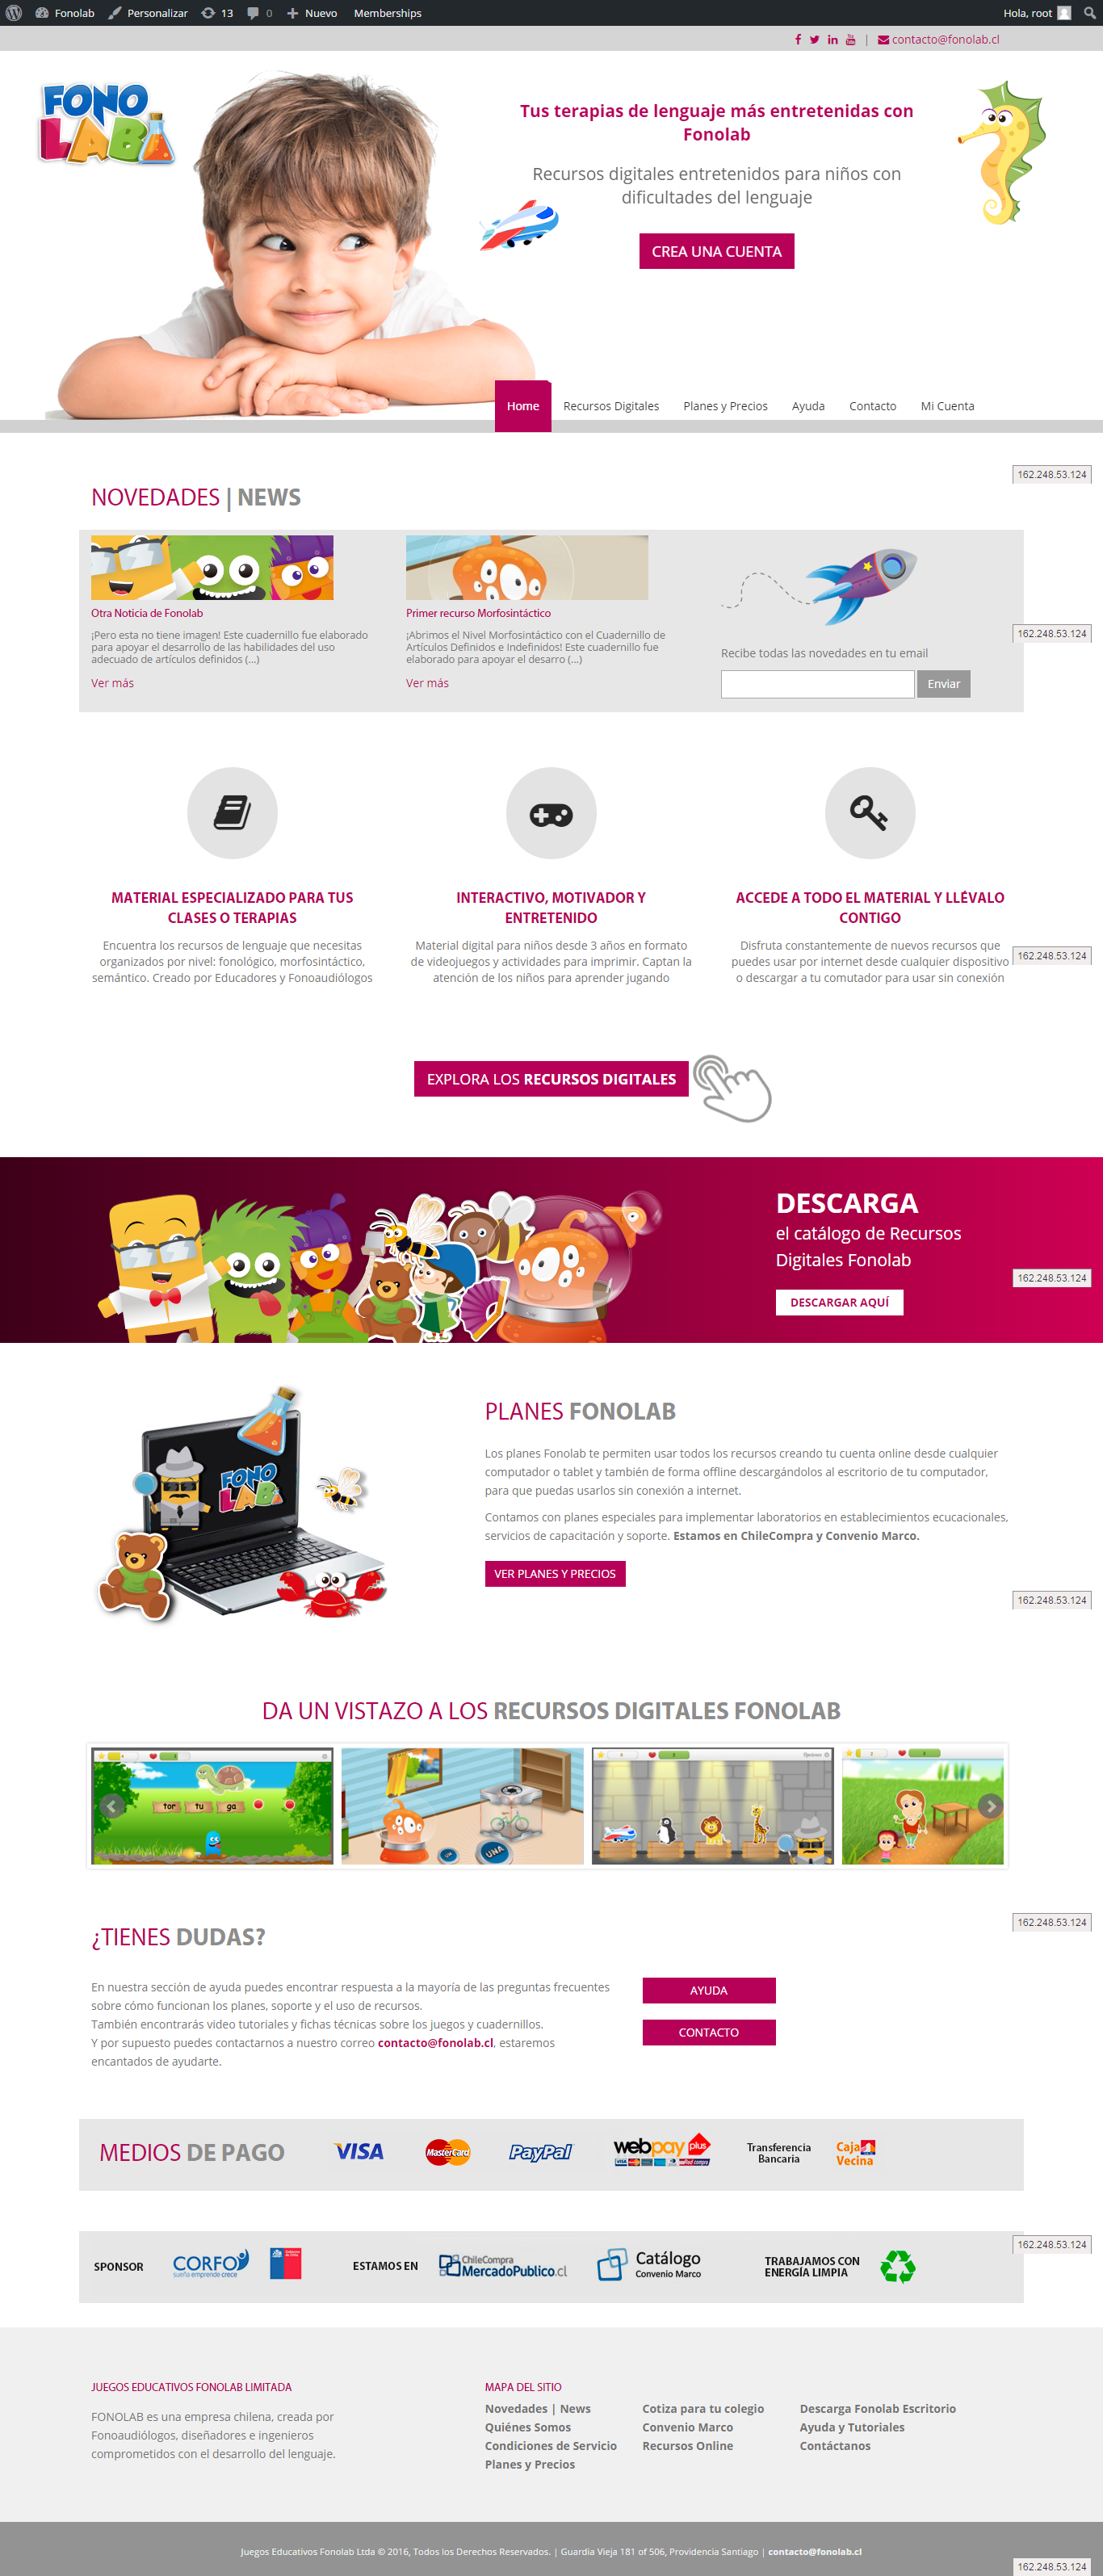 Fonolab Personalizar 13 0 Nuevo Memberships Hola, root
| contacto@fonolab.cl
FONO
LAB
Tus terapias de lenguaje más entretenidas con
Fonolab
Recursos digitales entretenidos para niños con
dificultades del lenguaje
CREA UNA CUENTA
Home Recursos Digitales Planes y Precios Ayuda Contacto Mi Cuenta
162.248.53.124
NOVEDADES | NEWS
Otra Noticia de Fonolab
¡Pero esta no tiene imagen! Este cuadernillo fue elaborado
para apoyar el desarrollo de las habilidades del uso
adecuado de artículos definidos (...)
Ver más
Primer recurso Morfosintáctico
¡Abrimos el Nivel Morfosintáctico con el Cuadernillo de
Artículos Definidos e Indefinidos! Este cuadernillo fue
elaborado para apoyar el desarro (...)
Ver más
162.248.53.124
Recibe todas las novedades en tu email
Enviar
MATERIAL ESPECIALIZADO PARA TUS
CLASES O TERAPIAS
Encuentra los recursos de lenguaje que necesitas
organizados por nivel: fonológico, morfosintáctico,
semántico. Creado por Educadores y Fonoaudiólogos
INTERACTIVO, MOTIVADOR Y
ENTRETENIDO
Material digital para niños desde 3 años en formato
de videojuegos y actividades para imprimir. Captan la
atención de los niños para aprender jugando
ACCEDE A TODO EL MATERIAL Y LLÉVALO
CONTIGO
Disfruta constantemente de nuevos recursos que
puedes usar por internet desde cualquier dispositivo
o descargar a tu comutador para usar sin conexión
162.248.53.124
EXPLORA LOS RECURSOS DIGITALES
DESCARGA
el catálogo de Recursos
Digitales Fonolab
DESCARGAR AQUÍ
162.248.53.124
FONO
LAB
PLANES FONOLAB
Los planes Fonolab te permiten usar todos los recursos creando tu cuenta online desde cualquier
computador o tablet y también de forma offline descargándolos al escritorio de tu computador,
para que puedas usarlos sin conexión a internet.
Contamos con planes especiales para implementar laboratorios en establecimientos ecucacionales,
servicios de capacitación y soporte. Estamos en ChileCompra y Convenio Marco.
VER PLANES Y PRECIOS
162.248.53.124
DA UN VISTAZO A LOS RECURSOS DIGITALES FONOLAB
tor tu ga
UN UNA
Opciones
¿TIENES DUDAS?
162.248.53.124
En nuestra sección de ayuda puedes encontrar respuesta a la mayoría de las preguntas frecuentes
sobre cómo funcionan los planes, soporte y el uso de recursos.
También encontrarás video tutoriales y fichas técnicas sobre los juegos y cuadernillos.
Y por supuesto puedes contactarnos a nuestro correo contacto@fonolab.cl, estaremos
encantados de ayudarte.
AYUDA
CONTACTO
MEDIOS DE PAGO VISA MasterCard PayPal webpay plus
Transferencia
Bancaria
Caja
Vecina
SPONSOR CORFO
sueña emprende crece
ESTAMOS EN
ChileCompra
MercadoPublico.cl
Catálogo
Convenio Marco
TRABAJAMOS CON
ENERGÍA LIMPIA
162.248.53.124
JUEGOS EDUCATIVOS FONOLAB LIMITADA
FONOLAB es una empresa chilena, creada por
Fonoaudiólogos, diseñadores e ingenieros
comprometidos con el desarrollo del lenguaje.
MAPA DEL SITIO
Novedades | News
Quiénes Somos
Condiciones de Servicio
Planes y Precios
Cotiza para tu colegio
Convenio Marco
Recursos Online
Descarga Fonolab Escritorio
Ayuda y Tutoriales
Contáctanos
Juegos Educativos Fonolab Ltda © 2016, Todos los Derechos Reservados. | Guardia Vieja 181 of 506, Providencia Santiago | contacto@fonolab.cl
162.248.53.124